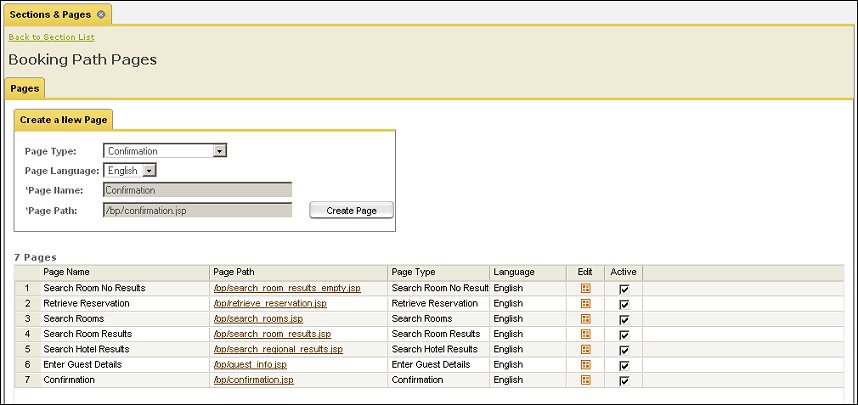 Sections & Pages
Back to Section List
Booking Path Pages
Pages
Create a New Page
Page Type: Confirmation
Page Language: English
*Page Name: Confirmation
*Page Path: /bp/confirmation.jsp Create Page
7 Pages
Page Name Page Path Page Type Language Edit Active
1 Search Room No Results /bp/search_room_results_empty.jsp Search Room No Result English
2 Retrieve Reservation /bp/retrieve_reservation.jsp Retrieve Reservation English
3 Search Rooms /bp/search_rooms.jsp Search Rooms English
4 Search Room Results /bp/search_room_results.jsp Search Room Results English
5 Search Hotel Results /bp/search_regional_results.jsp Search Hotel Results English
6 Enter Guest Details /bp/guest_info.jsp Enter Guest Details English
7 Confirmation /bp/confirmation.jsp Confirmation English